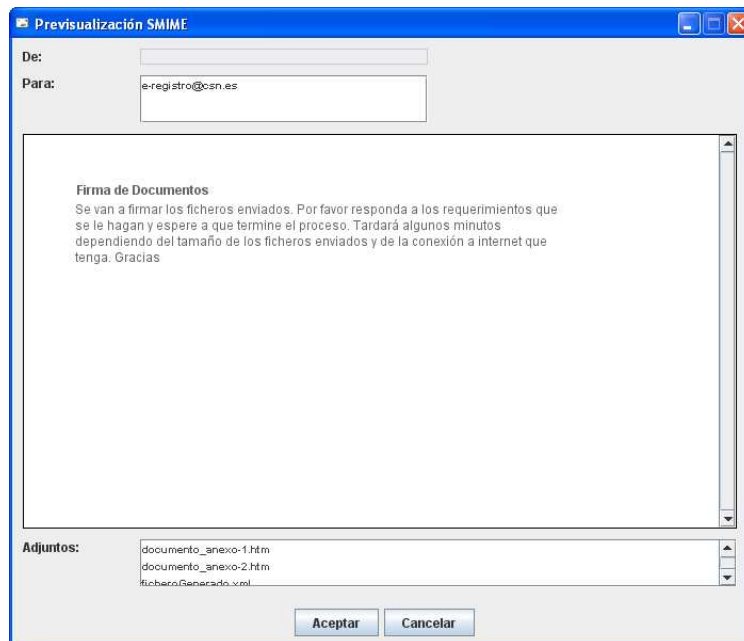 Previsualización SMIME
De:
Para:
e-registro@csn.es
Firma de Documentos
Se van a firmar los ficheros enviados. Por favor responda a los requerimientos que
se le hagan y espere a que termine el proceso. Tardará algunos minutos
dependiendo del tamaño de los ficheros enviados y de la conexión a internet que
tenga. Gracias
Adjuntos:
documento_anexo-1.htm
documento_anexo-2.htm
ficheroGenerado.xml
Aceptar
Cancelar